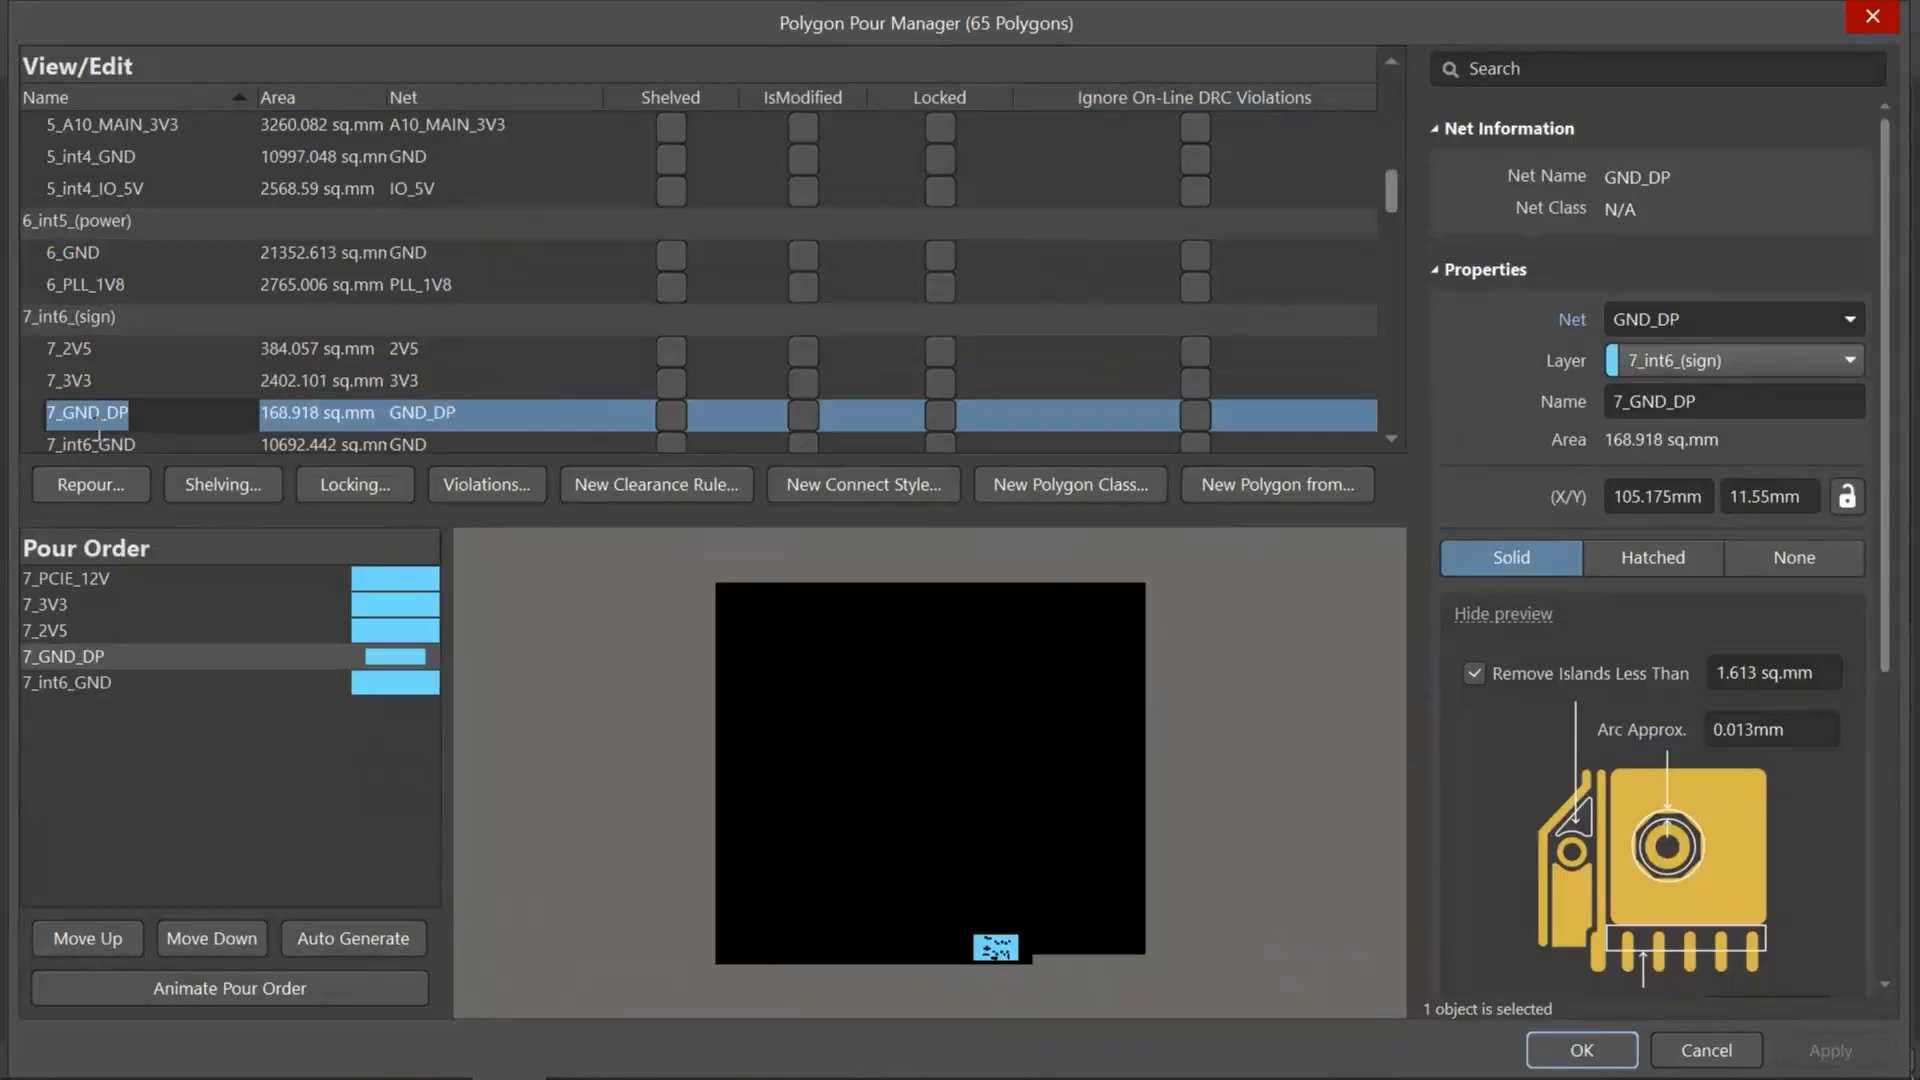 Polygon Pour Manager (65 Polygons)
View/Edit
Name Area Net Shelved IsModified Locked Ignore On-Line DRC Violations
5_A10_MAIN_3V3 3260.082 sq.mm A10_MAIN_3V3
5_int4_GND 10997.048 sq.mm GND
5_int4_IO_5V 2568.59 sq.mm IO_5V
6_int5_(power)
6_GND 21352.613 sq.mm GND
6_PLL_1V8 2765.006 sq.mm PLL_1V8
7_int6_(sign)
7_2V5 384.057 sq.mm 2V5
7_3V3 2402.101 sq.mm 3V3
7_GND_DP 168.918 sq.mm GND_DP
7_int6_GND 10692.442 sq.mm GND
Repour... Shelving... Locking... Violations... New Clearance Rule... New Connect Style... New Polygon Class... New Polygon from...
Pour Order
7_PCIE_12V
7_3V3
7_2V5
7_GND_DP
7_int6_GND
Move Up Move Down Auto Generate
Animate Pour Order
Search
Net Information
Net Name GND_DP
Net Class N/A
Properties
Net GND_DP
Layer 7_int6_(sign)
Name 7_GND_DP
Area 168.918 sq.mm
(X/Y) 105.175mm 11.55mm
Solid Hatched None
Hide preview
Remove Islands Less Than 1.613 sq.mm
Arc Approx. 0.013mm
1 object is selected
OK Cancel Apply